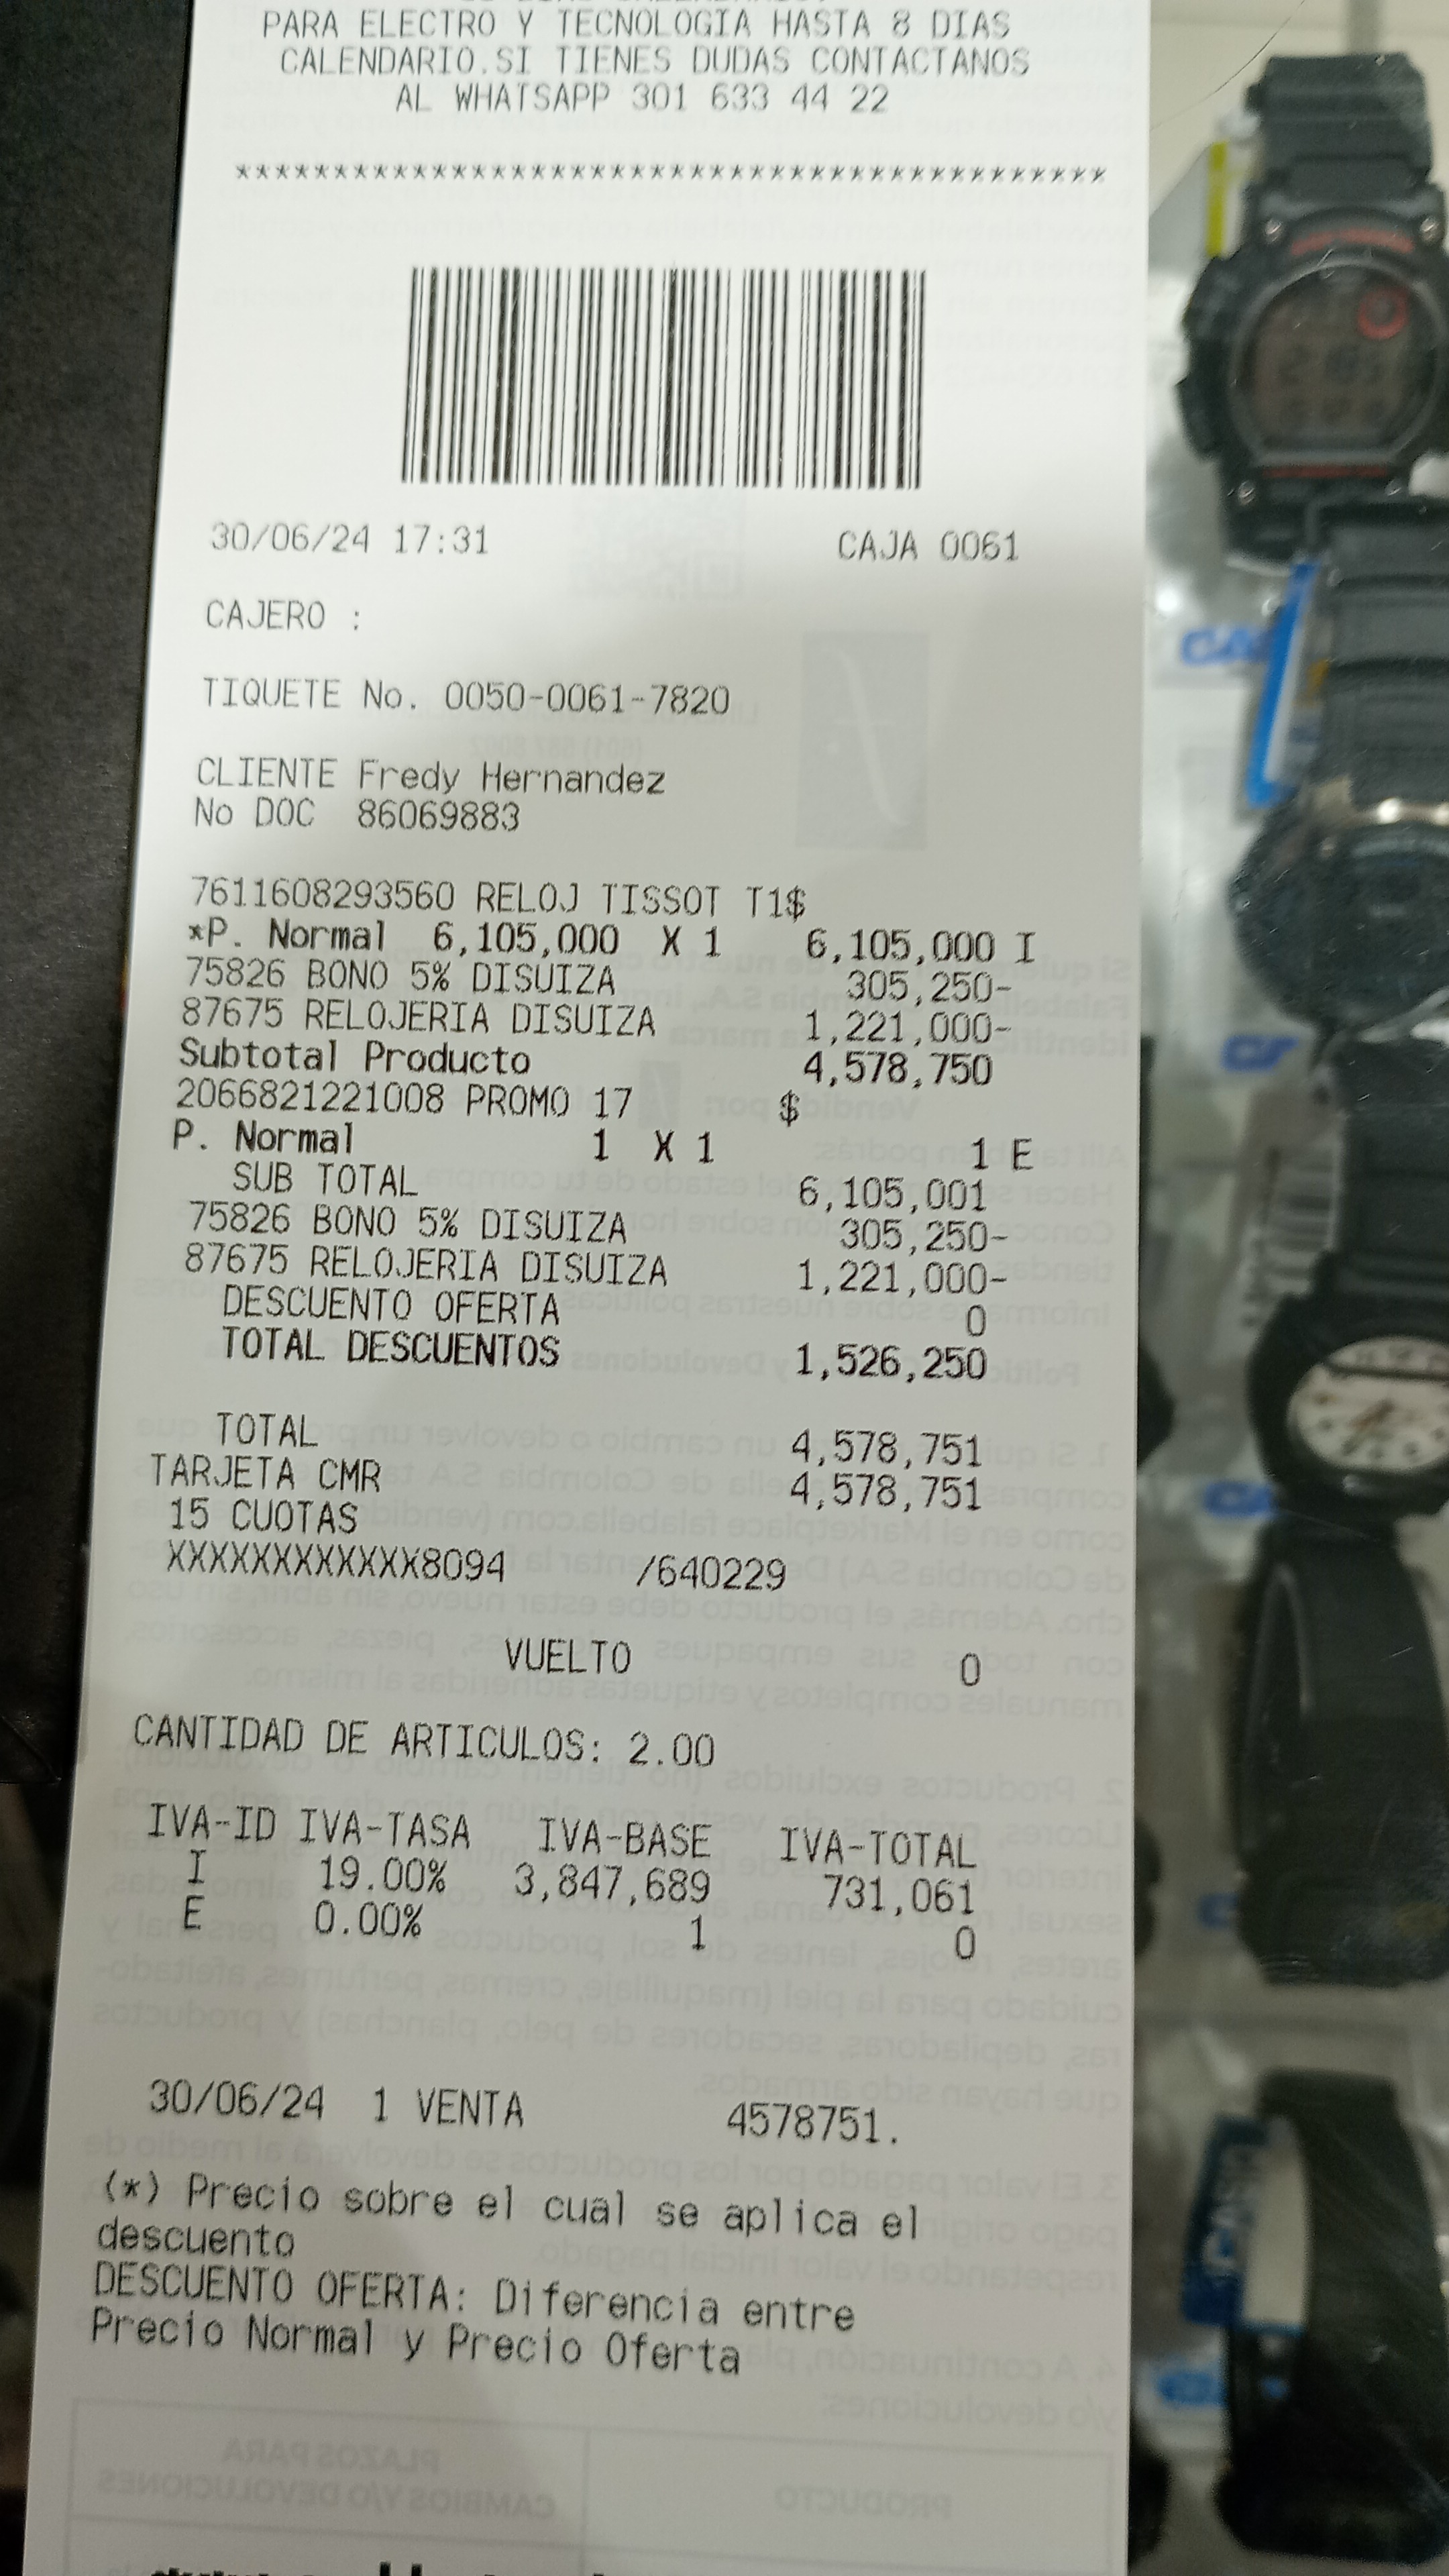 PARA ELECTRO Y TECNOLOGIA HASTA 8 DIAS
CALENDARIO.SI TIENES DUDAS CONTACTANOS
AL WHATSAPP 301 633 44 22
********************************************
30/06/24 17:31 CAJA 0061
CAJERO :
TIQUETE No. 0050-0061-7820
CLIENTE Fredy Hernandez
No DOC 86069883
7611608293560 RELOJ TISSOT T1$
*P. Normal 6,105,000 X 1 6,105,000 I
75826 BONO 5% DISUIZA 305,250-
87675 RELOJERIA DISUIZA 1,221,000-
Subtotal Producto 4,578,750
2066821221008 PROMO 17 $
P. Normal 1 X 1 1 E
SUB TOTAL 6,105,001
75826 BONO 5% DISUIZA 305,250-
87675 RELOJERIA DISUIZA 1,221,000-
DESCUENTO OFERTA 0
TOTAL DESCUENTOS 1,526,250
TOTAL 4,578,751
TARJETA CMR 4,578,751
15 CUOTAS
XXXXXXXXXXXX8094 /640229
VUELTO 0
CANTIDAD DE ARTICULOS: 2.00
IVA-ID IVA-TASA IVA-BASE IVA-TOTAL
I 19.00% 3,847,689 731,061
E 0.00% 1 0
30/06/24 1 VENTA 4578751.
(*) Precio sobre el cual se aplica el
descuento
DESCUENTO OFERTA: Diferencia entre
Precio Normal y Precio Oferta